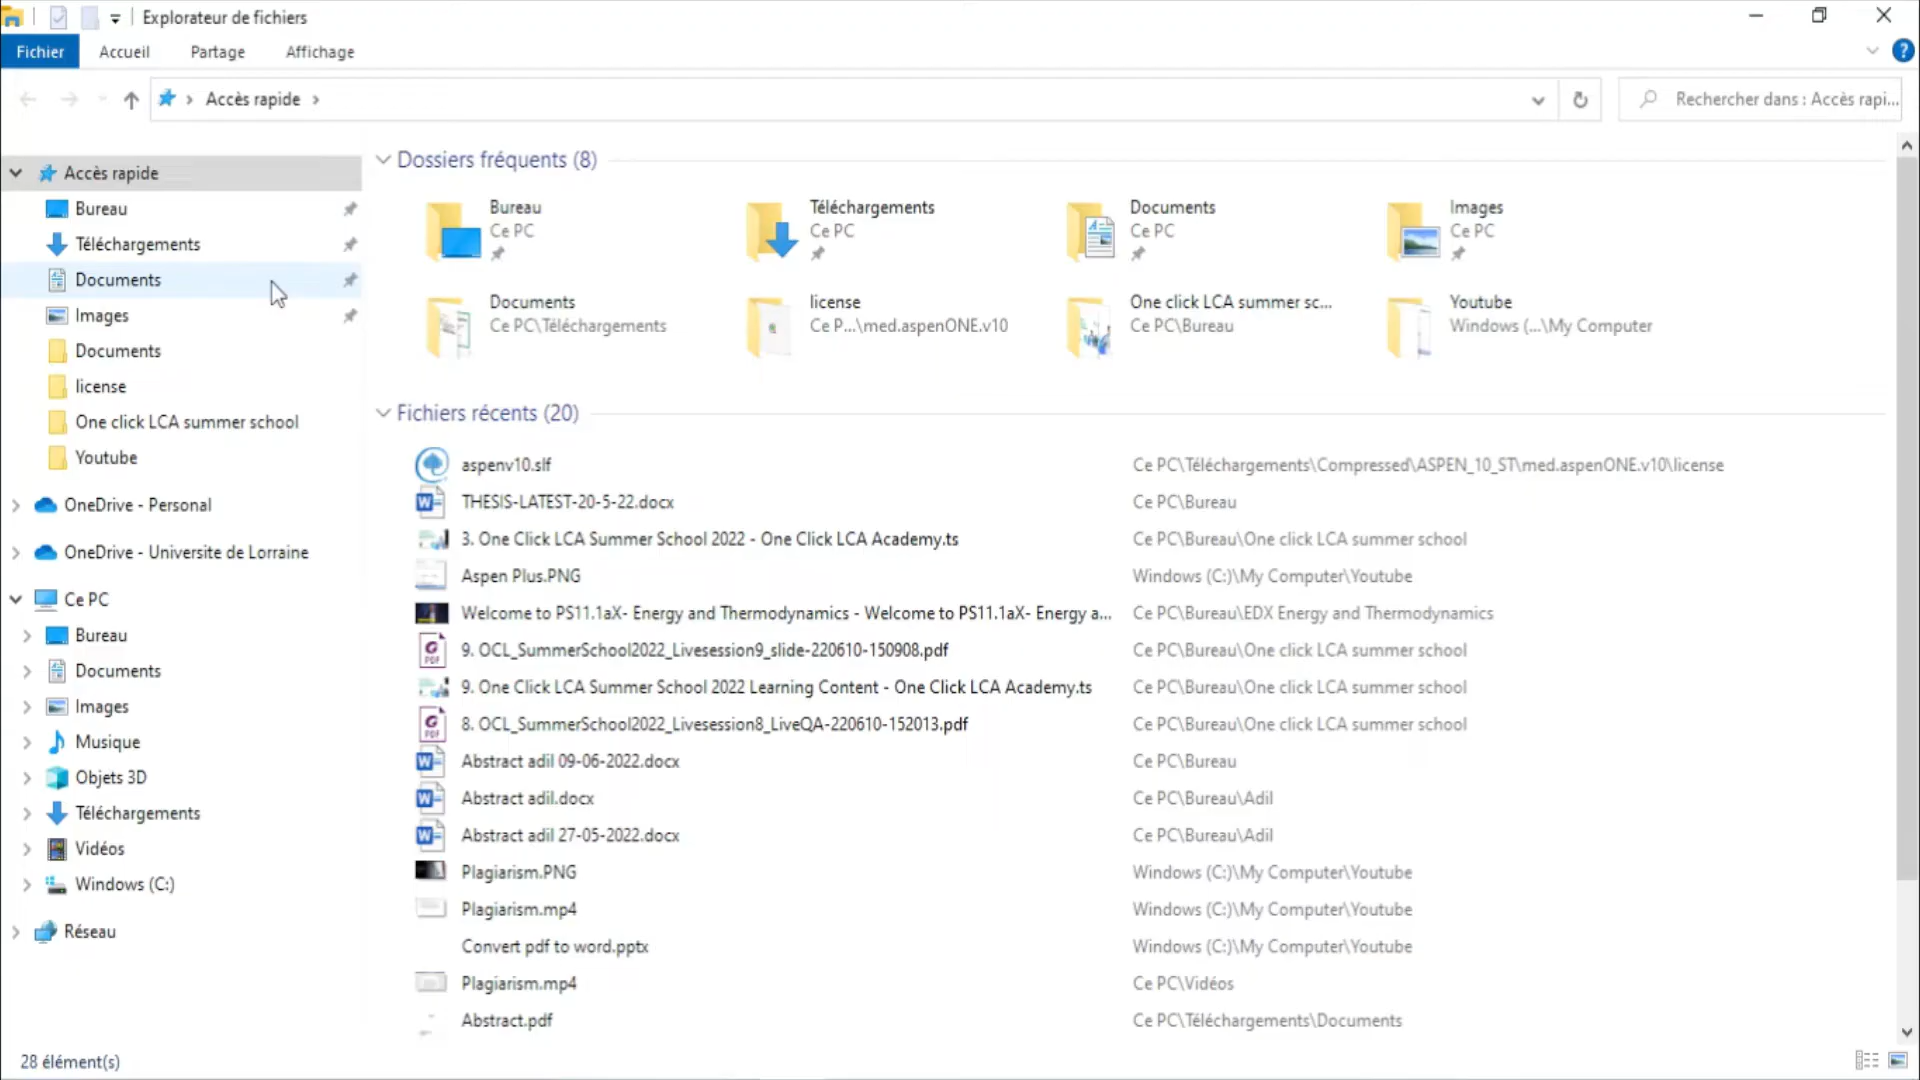 Explorateur de fichiers
Fichier Accueil Partage Affichage
Accès rapide
Rechercher dans : Accès rapi...
Accès rapide
Bureau
Téléchargements
Documents
Images
Documents
license
One click LCA summer school
Youtube
OneDrive - Personal
OneDrive - Universite de Lorraine
Ce PC
Bureau
Documents
Images
Musique
Objets 3D
Téléchargements
Vidéos
Windows (C:)
Réseau
Dossiers fréquents (8)
Bureau
Ce PC
Téléchargements
Ce PC
Documents
Ce PC
Images
Ce PC
Documents
Ce PC\Téléchargements
license
Ce P...\med.aspenONE.v10
One click LCA summer sc...
Ce PC\Bureau
Youtube
Windows (...\My Computer
Fichiers récents (20)
aspenv10.slf Ce PC\Téléchargements\Compressed\ASPEN_10_ST\med.aspenONE.v10\license
THESIS-LATEST-20-5-22.docx Ce PC\Bureau
3. One Click LCA Summer School 2022 - One Click LCA Academy.ts Ce PC\Bureau\One click LCA summer school
Aspen Plus.PNG Windows (C:)\My Computer\Youtube
Welcome to PS11.1aX- Energy and Thermodynamics - Welcome to PS11.1aX- Energy a... Ce PC\Bureau\EDX Energy and Thermodynamics
9. OCL_SummerSchool2022_Livesession9_slide-220610-150908.pdf Ce PC\Bureau\One click LCA summer school
9. One Click LCA Summer School 2022 Learning Content - One Click LCA Academy.ts Ce PC\Bureau\One click LCA summer school
8. OCL_SummerSchool2022_Livesession8_LiveQA-220610-152013.pdf Ce PC\Bureau\One click LCA summer school
Abstract adil 09-06-2022.docx Ce PC\Bureau
Abstract adil.docx Ce PC\Bureau\Adil
Abstract adil 27-05-2022.docx Ce PC\Bureau\Adil
Plagiarism.PNG Windows (C:)\My Computer\Youtube
Plagiarism.mp4 Windows (C:)\My Computer\Youtube
Convert pdf to word.pptx Windows (C:)\My Computer\Youtube
Plagiarism.mp4 Ce PC\Vidéos
Abstract.pdf Ce PC\Téléchargements\Documents
28 élément(s)